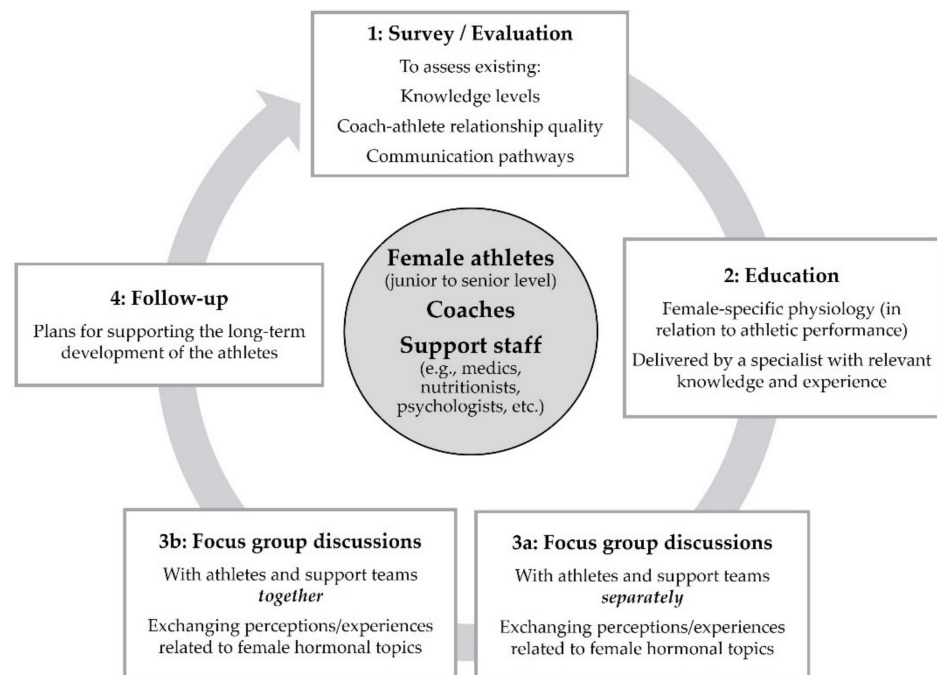 1: Survey / Evaluation
To assess existing:
Knowledge levels
Coach-athlete relationship quality
Communication pathways
2: Education
Female-specific physiology (in
relation to athletic performance)
Delivered by a specialist with relevant
knowledge and experience
3a: Focus group discussions
With athletes and support teams
separately
Exchanging perceptions/experiences
related to female hormonal topics
3b: Focus group discussions
With athletes and support teams
together
Exchanging perceptions/experiences
related to female hormonal topics
4: Follow-up
Plans for supporting the long-term
development of the athletes
Female athletes
(junior to senior level)
Coaches
Support staff
(e.g., medics,
nutritionists,
psychologists, etc.)